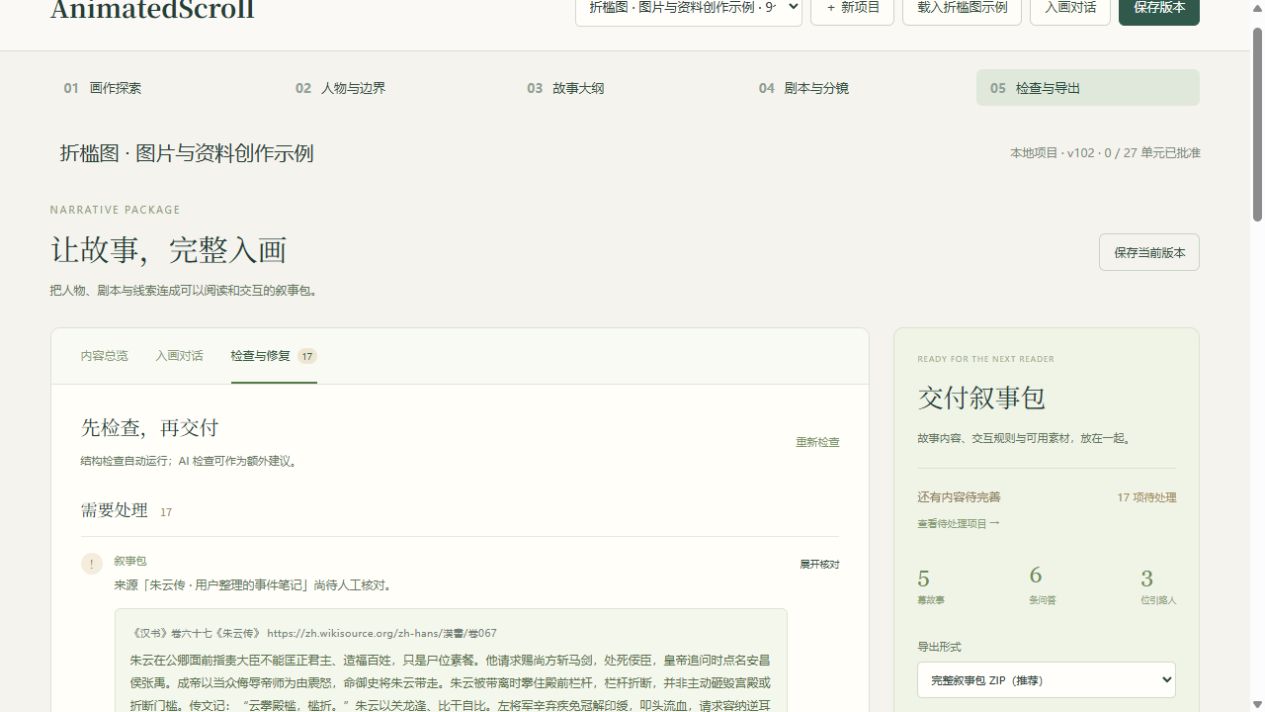 AnimatedScroll
折槛图 · 图片与资料创作示例 · 9
+ 新项目
载入折槛图示例
入画对话
保存版本
01 画作探索
02 人物与边界
03 故事大纲
04 剧本与分镜
05 检查与导出
折槛图 · 图片与资料创作示例
本地项目 · v102 · 0 / 27 单元已批准
NARRATIVE PACKAGE
让故事，完整入画
保存当前版本
把人物、剧本与线索连成可以阅读和交互的叙事包。
内容总览
入画对话
检查与修复 17
先检查，再交付
重新检查
结构检查自动运行；AI 检查可作为额外建议。
需要处理 17
! 叙事包
展开核对
来源「朱云传 · 用户整理的事件笔记」尚待人工核对。
《汉书》卷六十七《朱云传》 https://zh.wikisource.org/zh-hans/漢書/卷067
朱云在公卿面前指责大臣不能匡正君主、造福百姓，只是尸位素餐。他请求赐尚方斩马剑，处死佞臣，皇帝追问时点名安昌
侯张禹。成帝以当众侮辱帝师为由震怒，命御史将朱云带走。朱云被带离时攀住殿前栏杆，栏杆折断，并非主动砸毁宫殿或
折断门槛。传文记：“云攀殿槛，槛折。”朱云以关龙逄、比干自比。左将军辛弃疾免冠解印绶，叩头流血，请求容纳逆耳
READY FOR THE NEXT READER
交付叙事包
故事内容、交互规则与可用素材，放在一起。
还有内容待完善
17 项待处理
查看待处理项目 →
5
幕故事
6
条问答
3
位引路人
导出形式
完整叙事包 ZIP（推荐）